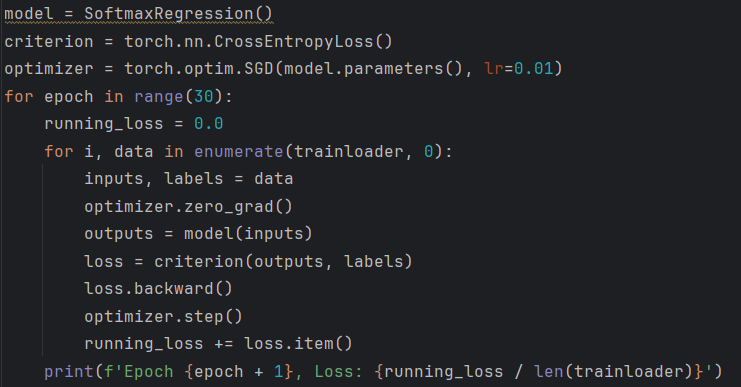 model = SoftmaxRegression()
criterion = torch.nn.CrossEntropyLoss()
optimizer = torch.optim.SGD(model.parameters(), lr=0.01)
for epoch in range(30):
    running_loss = 0.0
    for i, data in enumerate(trainloader, 0):
        inputs, labels = data
        optimizer.zero_grad()
        outputs = model(inputs)
        loss = criterion(outputs, labels)
        loss.backward()
        optimizer.step()
        running_loss += loss.item()
    print(f'Epoch {epoch + 1}, Loss: {running_loss / len(trainloader)}')